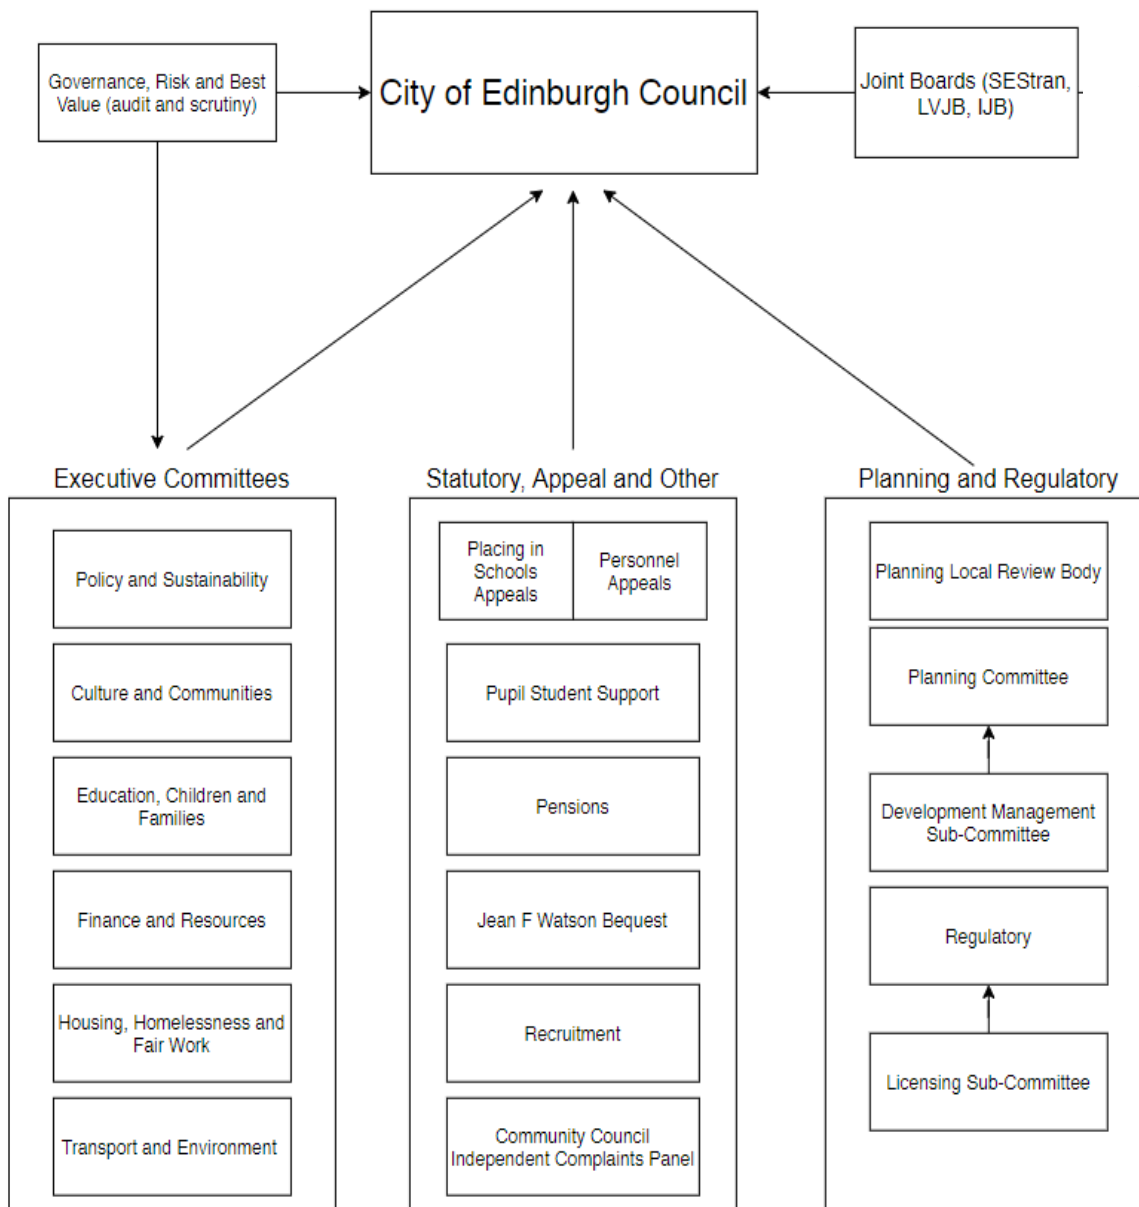 Governance, Risk and Best
Value (audit and scrutiny)
City of Edinburgh Council
Joint Boards (SEStran,
LVJB, IJB)
Executive Committees
Policy and Sustainability
Culture and Communities
Education, Children and
Families
Finance and Resources
Housing, Homelessness and
Fair Work
Transport and Environment
Statutory, Appeal and Other
Placing in
Schools
Appeals
Personnel
Appeals
Pupil Student Support
Pensions
Jean F Watson Bequest
Recruitment
Community Council
Independent Complaints Panel
Planning and Regulatory
Planning Local Review Body
Planning Committee
Development Management
Sub-Committee
Regulatory
Licensing Sub-Committee